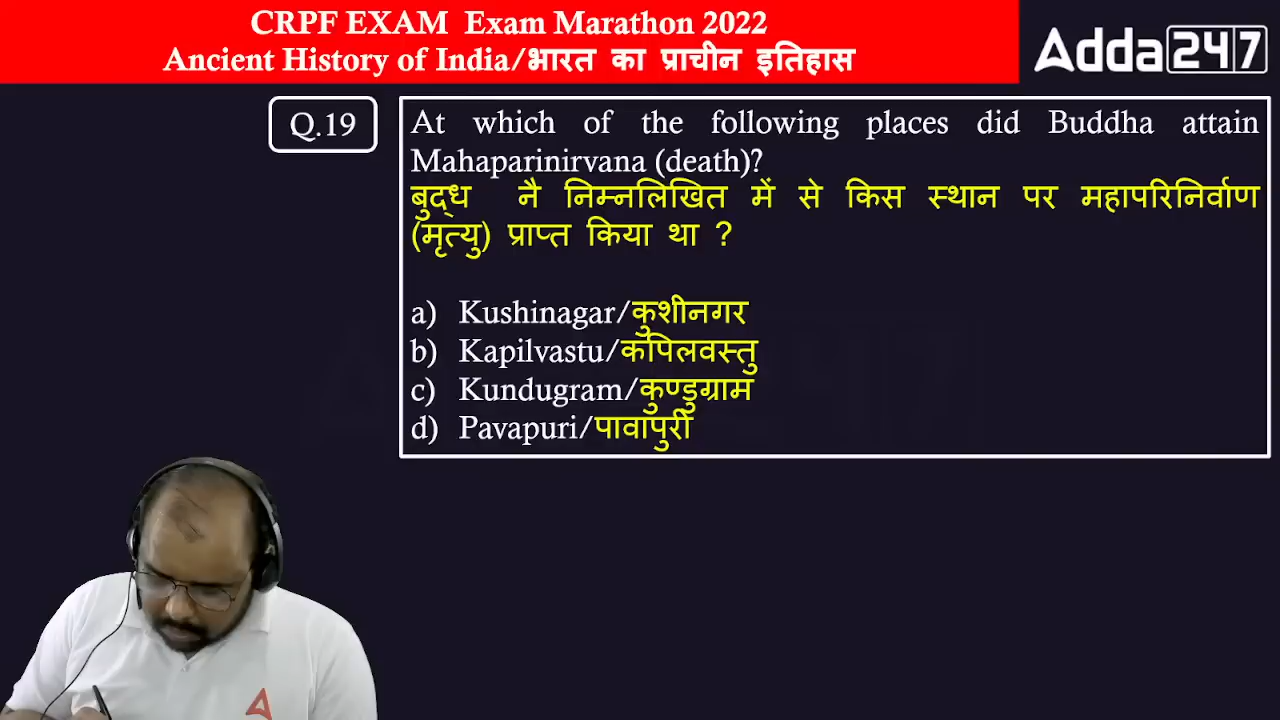 CRPF EXAM Exam Marathon 2022
Ancient History of India/भारत का प्राचीन इतिहास
Adda247
Q.19
At which of the following places did Buddha attain
Mahaparinirvana (death)?
बुद्ध नै निम्नलिखित में से किस स्थान पर महापरिनिर्वाण
(मृत्यु) प्राप्त किया था ?
a) Kushinagar/कुशीनगर
b) Kapilvastu/कपिलवस्तु
c) Kundugram/कुण्डुग्राम
d) Pavapuri/पावापुरी